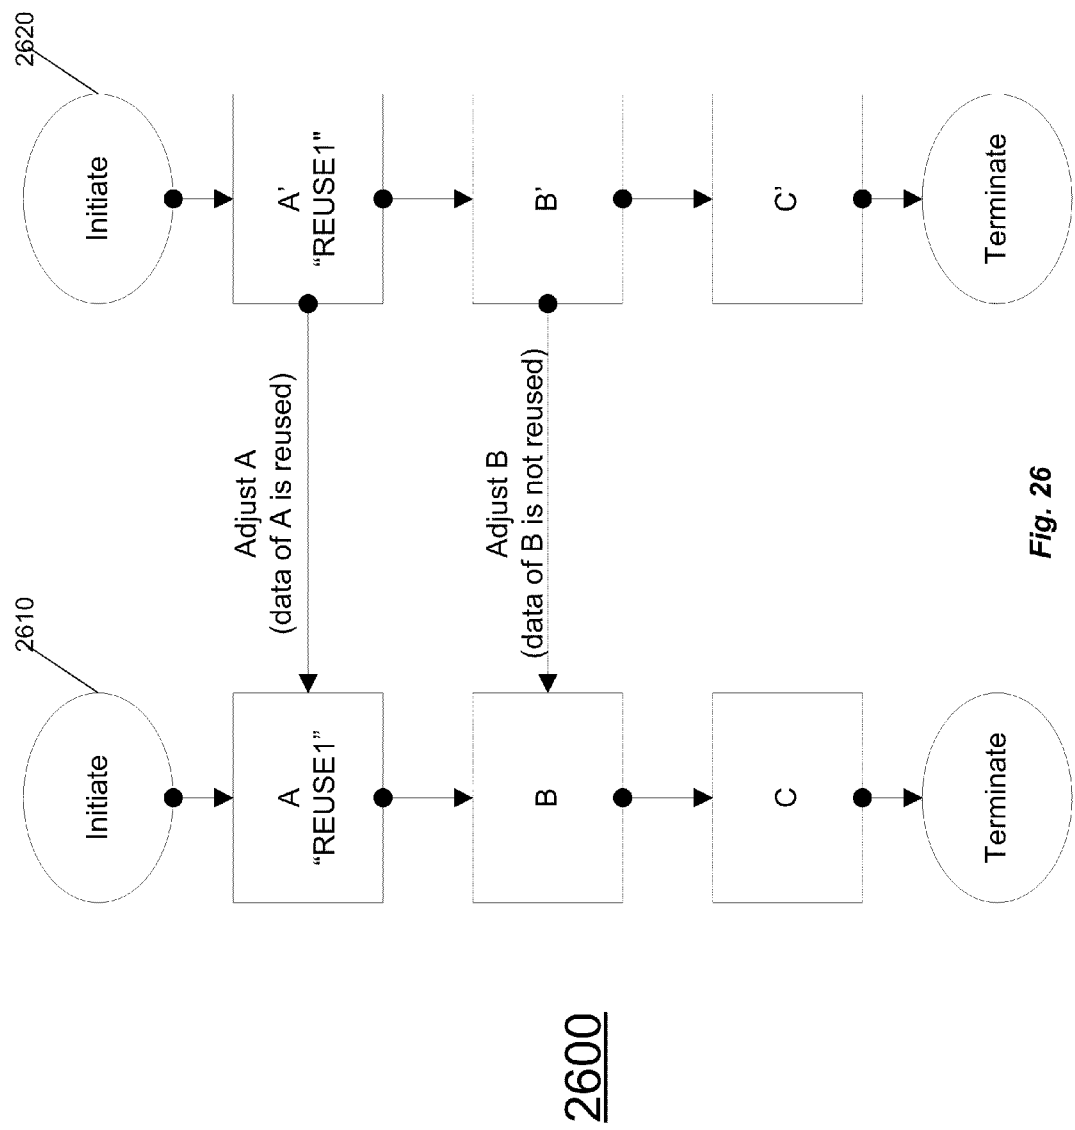 2600
2610
Initiate
A
“REUSE1”
B
C
Terminate
Adjust A
(data of A is reused)
Adjust B
(data of B is not reused)
2620
Initiate
A'
“REUSE1"
B'
C'
Terminate
Fig. 26